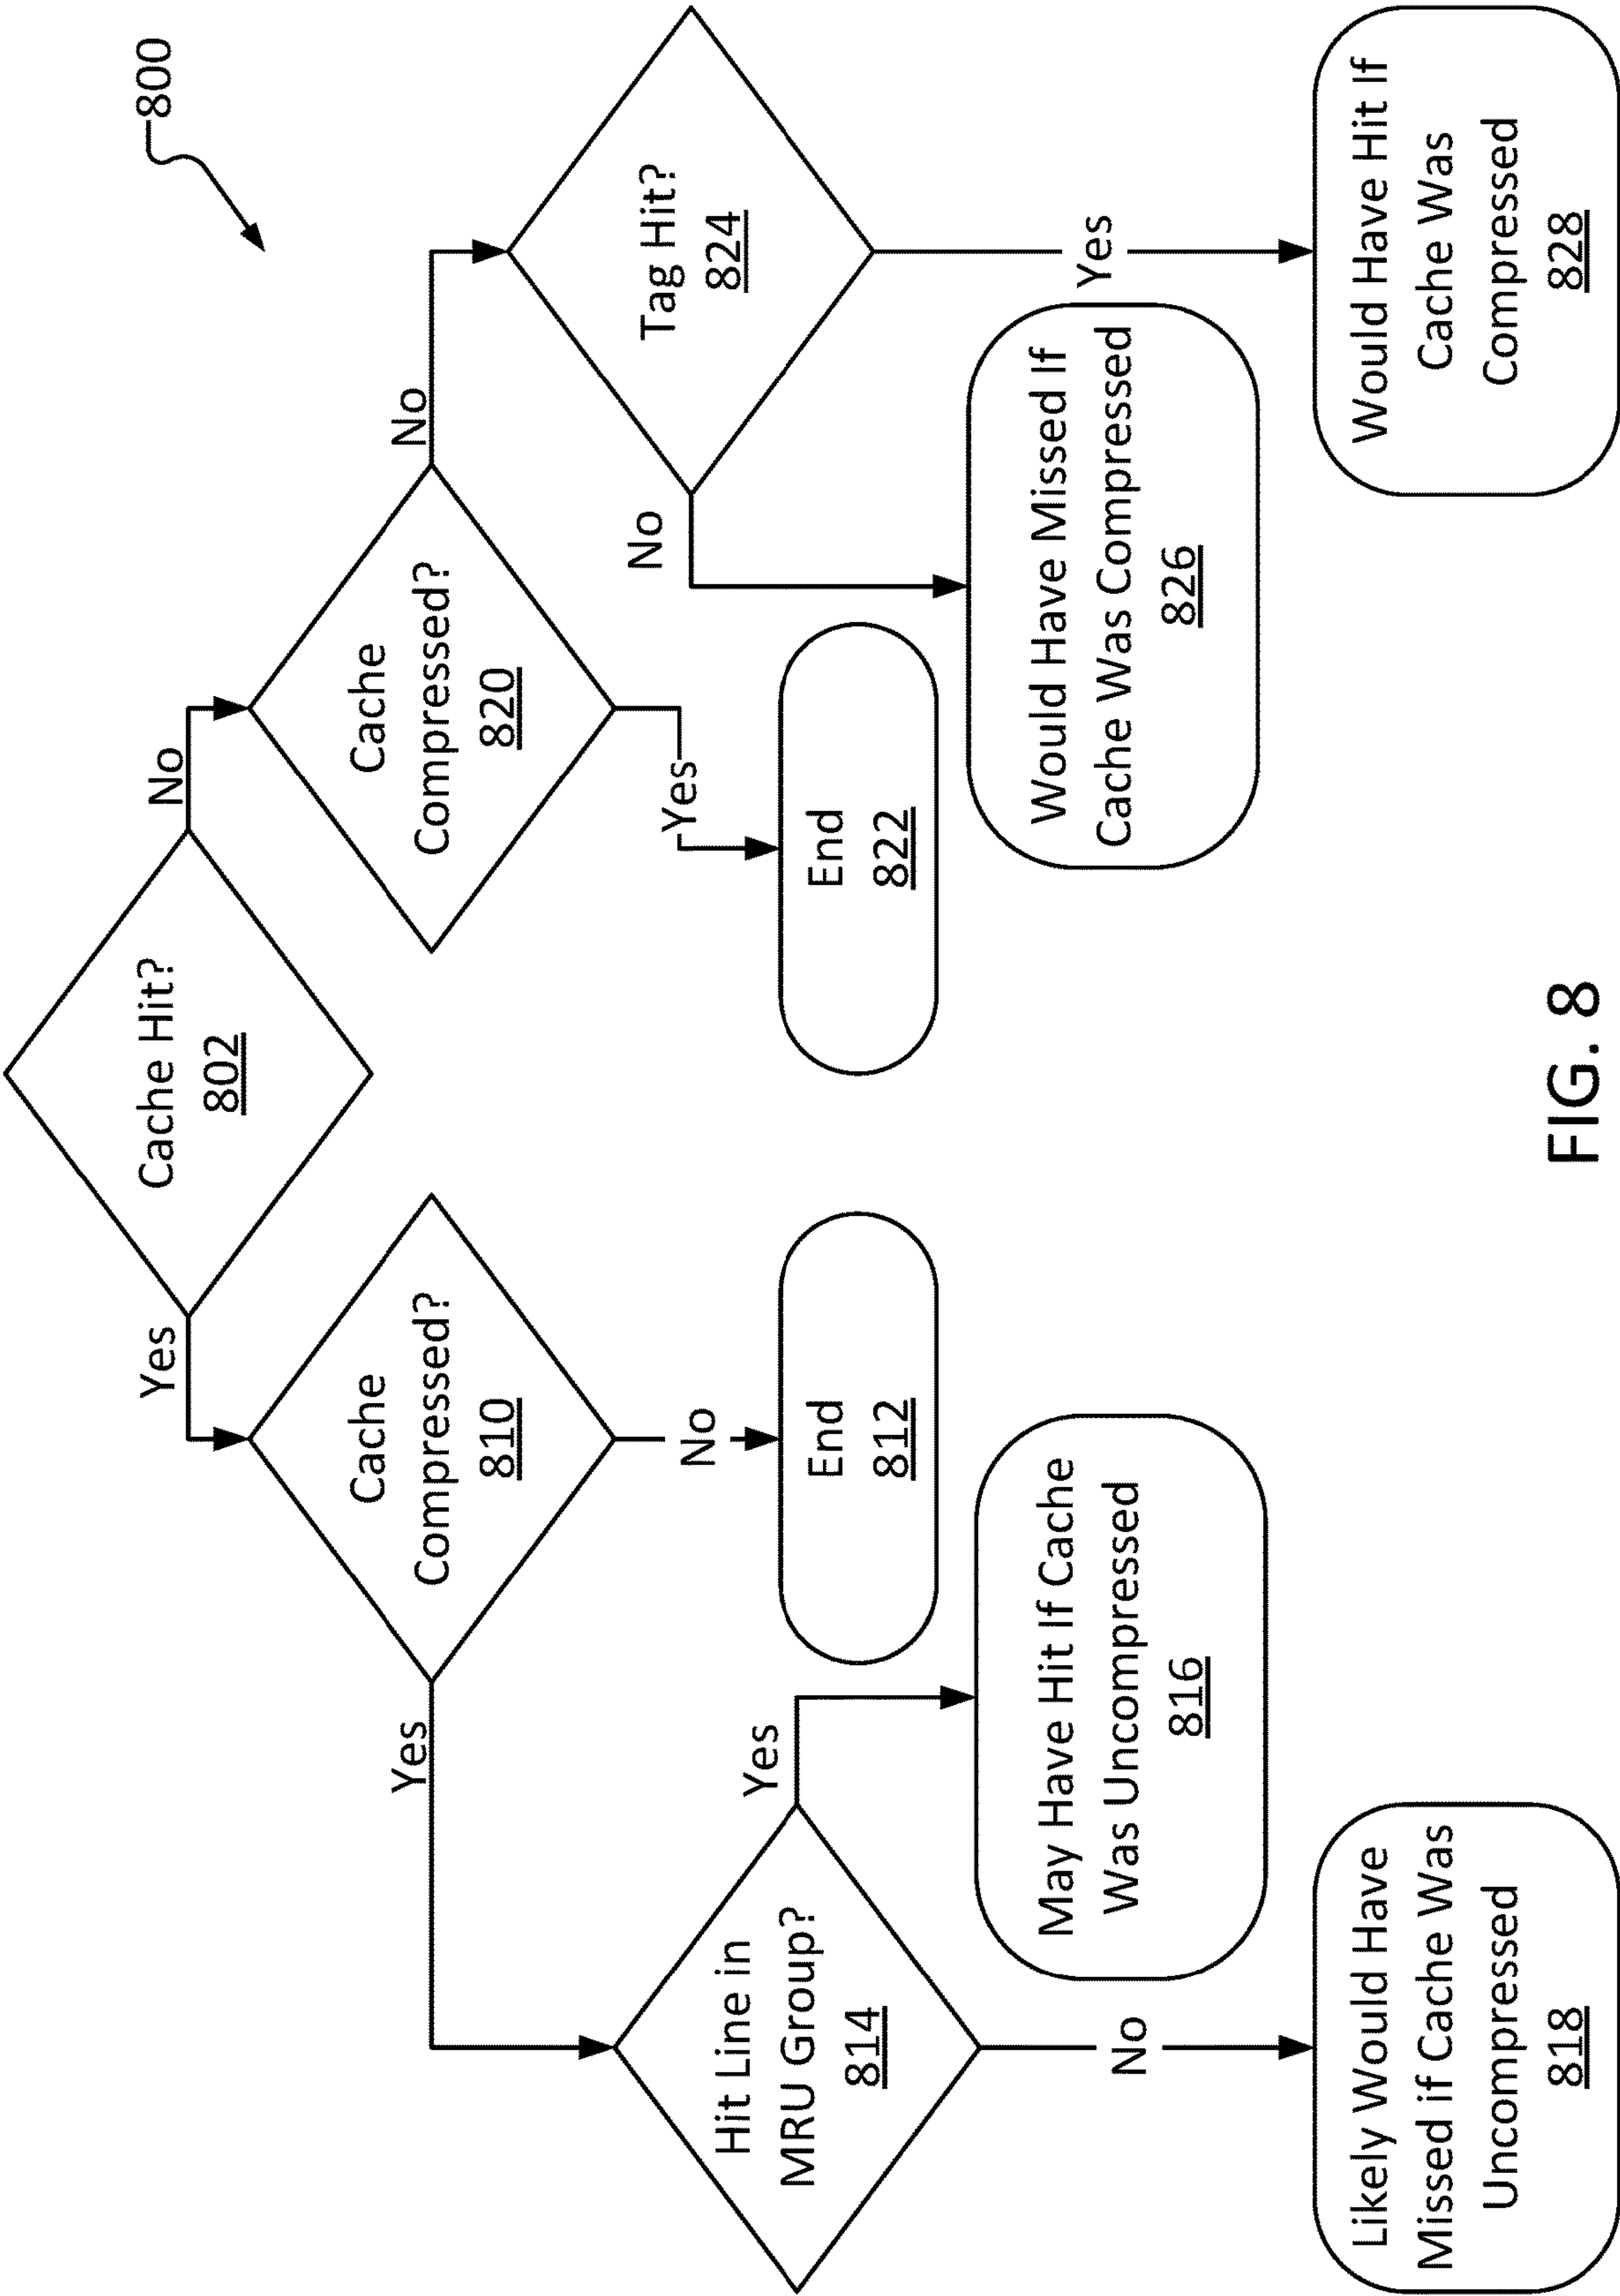 800
Cache Hit?
802
Yes
No
Cache
Compressed?
810
Cache
Compressed?
820
Yes
No
No
Yes
Hit Line in
MRU Group?
814
End
812
End
822
Tag Hit?
824
Yes
No
No
Yes
May Have Hit If Cache
Was Uncompressed
816
Would Have Missed If
Cache Was Compressed
826
Likely Would Have
Missed if Cache Was
Uncompressed
818
Would Have Hit If
Cache Was
Compressed
828
FIG. 8